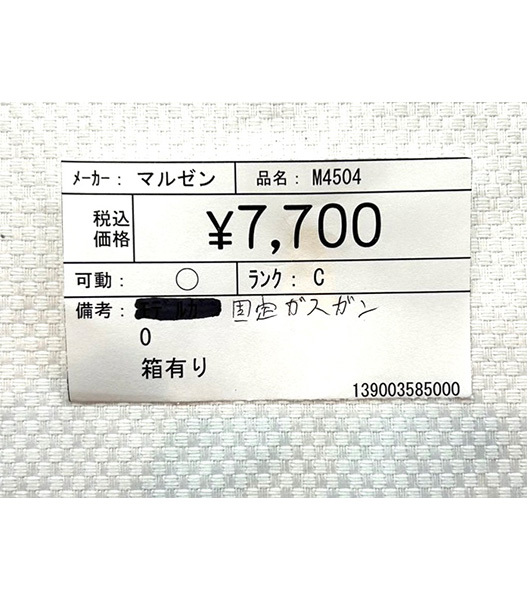 ﾒｰｶｰ: マルゼン 品名: M4504
税込
価格 ¥7,700
可動: ○ ﾗﾝｸ: C
備考: 固定ガスガン
0
箱有り
139003585000